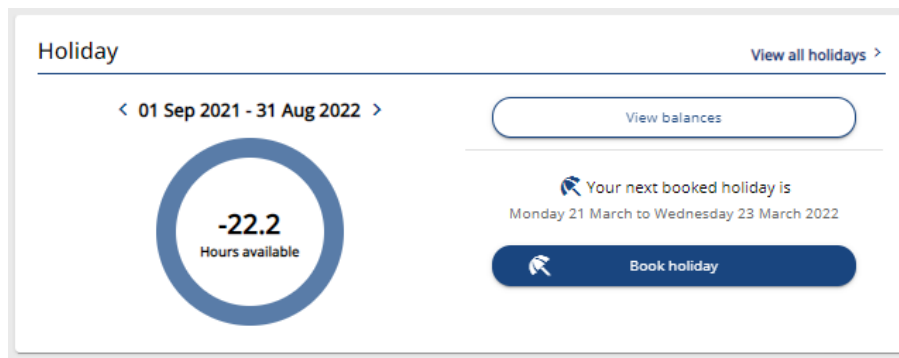 Holiday
View all holidays >
< 01 Sep 2021 - 31 Aug 2022 >
-22.2
Hours available
View balances
Your next booked holiday is
Monday 21 March to Wednesday 23 March 2022
Book holiday